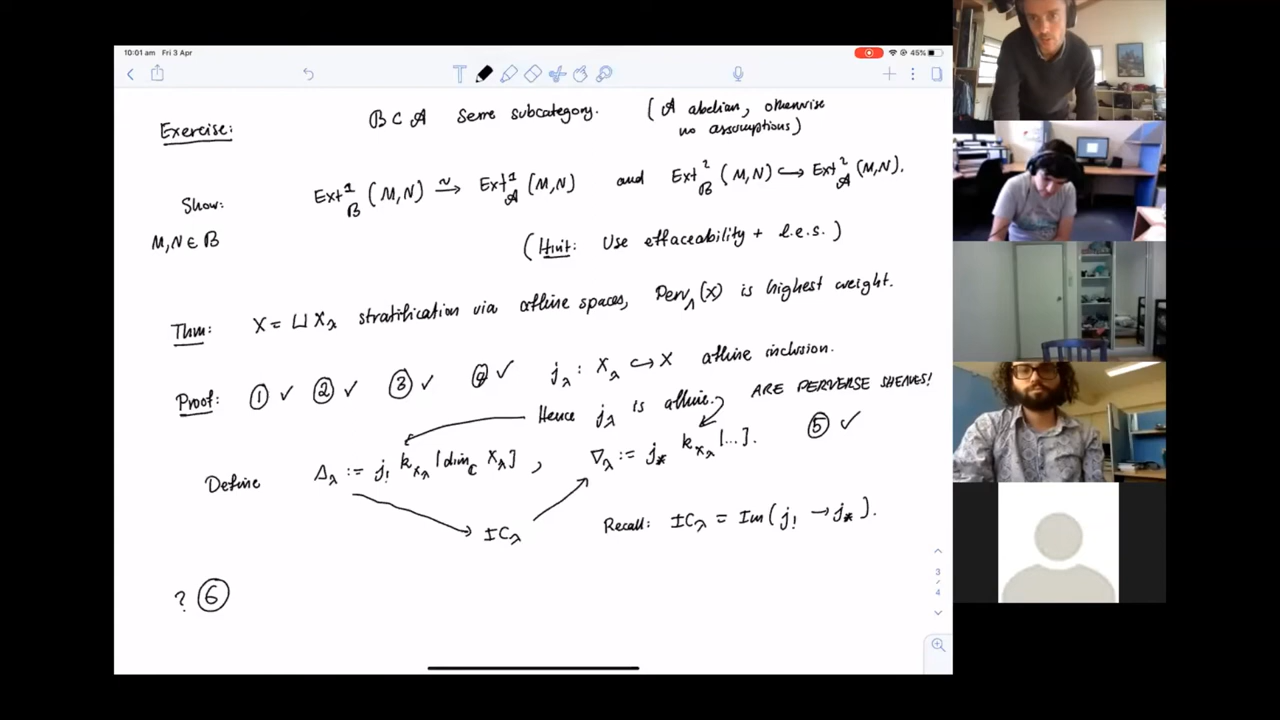 10:01 am Fri 3 Apr
45%
T
Exercise: B ⊂ A Serre subcategory. (A abelian, otherwise
no assumptions)
Show: Ext¹_B (M,N) ⥲ Ext¹_A (M,N) and Ext²_B (M,N) ↪ Ext²_A (M,N).
M,N ∈ B
(Hint: Use effaceability + l.e.s.)
Thm: X = ⊔ X_λ stratification via affine spaces, Perv_Λ(X) is highest weight.
Proof: ① ✓ ② ✓ ③ ✓ ④ ✓ j_λ : X_λ ↪ X affine inclusion.
Hence j_λ is affine. ARE PERVERSE SHEAVES!
Define Δ_λ := j_! k_{X_λ} [dim_C X_λ] , ∇_λ := j_* k_{X_λ} [...]. ⑤ ✓
IC_λ Recall: IC_λ = Im(j_! → j_*).
? ⑥
3
/
4